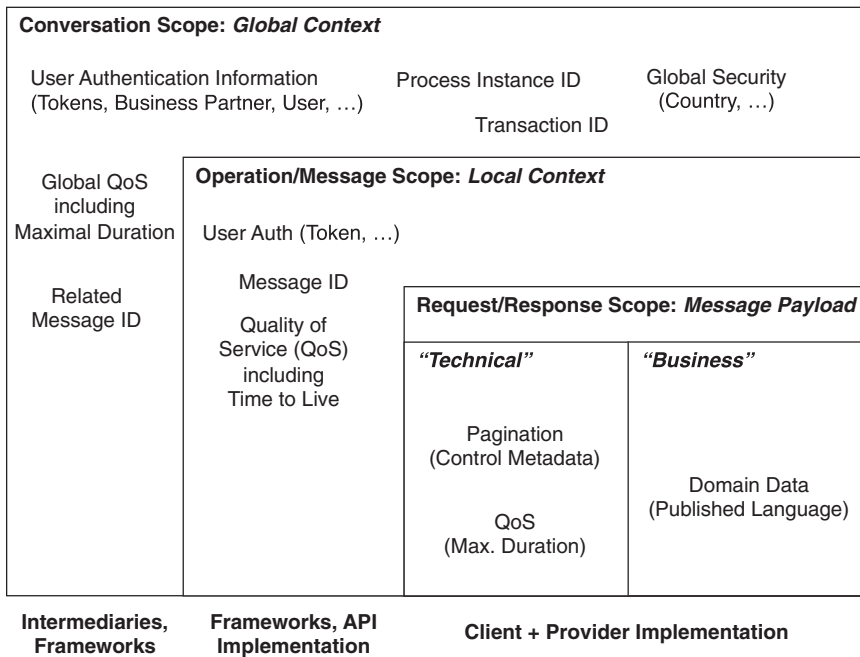 Conversation Scope: Global Context
User Authentication Information
(Tokens, Business Partner, User, …)
Process Instance ID
Transaction ID
Global Security
(Country, …)
Global QoS
including
Maximal Duration
Related
Message ID
Operation/Message Scope: Local Context
User Auth (Token, …)
Message ID
Quality of
Service (QoS)
including
Time to Live
Request/Response Scope: Message Payload
“Technical”
Pagination
(Control Metadata)
QoS
(Max. Duration)
“Business”
Domain Data
(Published Language)
Intermediaries,
Frameworks
Frameworks, API
Implementation
Client + Provider Implementation